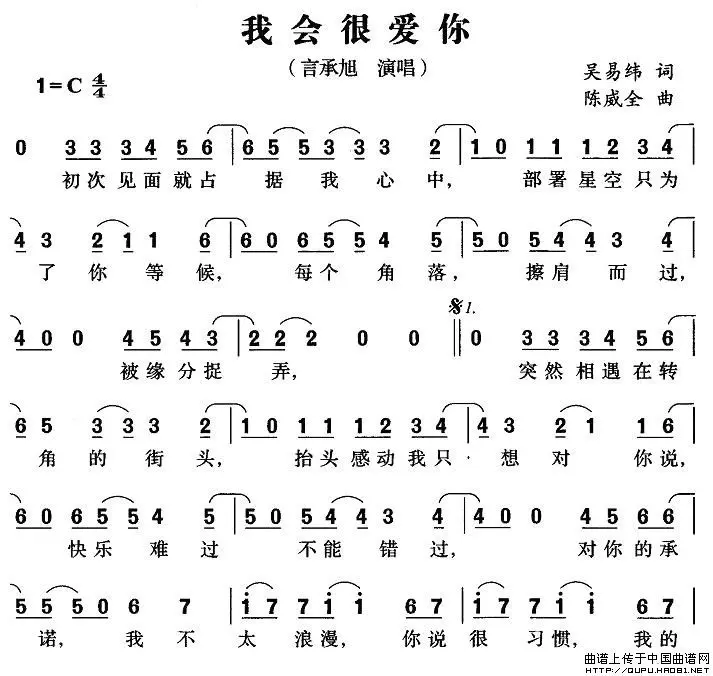 我会很爱你
（言承旭 演唱）
1=C 4/4
吴易纬 词
陈威全 曲
0 3 3 3 4 5 6 | 6 5 5 3 3 3 2 | 1 0 1 1 1 2 3 4 |
初次见面就占 据我心中， 部署星空只为
4 3 2 1 1 6 | 6 0 6 5 5 4 5 | 5 0 5 4 4 3 4 |
了你等候， 每个角落， 擦肩而过，
4 0 0 4 5 4 3 | 2 2 2 0 0 ‖ 𝄋1. 0 3 3 3 4 5 6 |
被缘分捉弄， 突然相遇在转
6 5 3 3 3 2 | 1 0 1 1 1 2 3 4 | 4 3 2 1 1 6 |
角的街头， 抬头感动我只·想对你说，
6 0 6 5 5 4 5 | 5 0 5 4 4 3 4 | 4 0 0 4 5 6 6 |
快乐难过 不能错过， 对你的承
5 5 5 0 6 7 | i 7 7 i i 6 7 | i 7 7 7 i i 6 7 |
诺， 我不太浪漫， 你说很习惯， 我的
曲谱上传于中国曲谱网
HTTP://QUPU.HAO81.NET